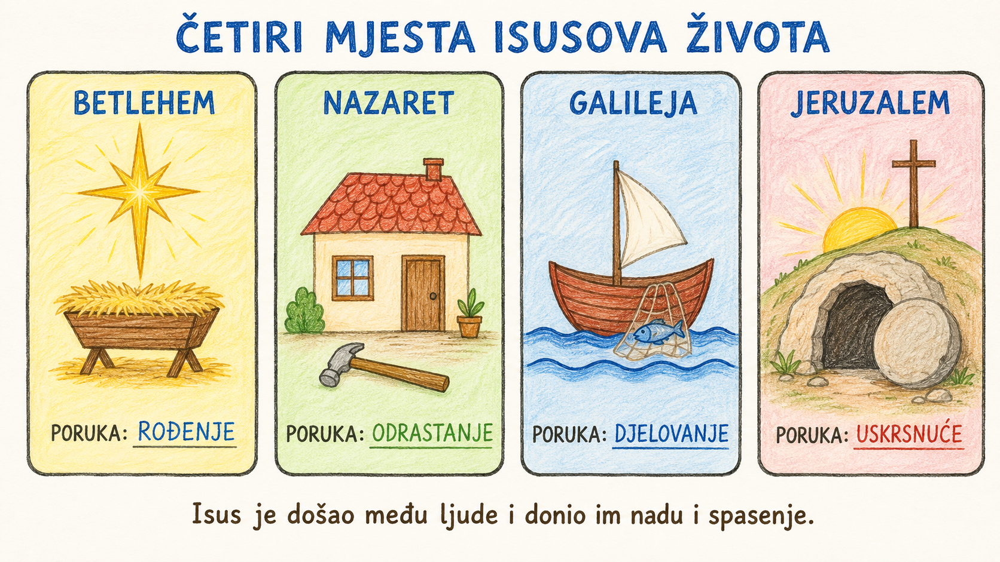 ČETIRI MJESTA ISUSOVA ŽIVOTA
BETLEHEM
PORUKA: ROĐENJE
NAZARET
PORUKA: ODRASTANJE
GALILEJA
PORUKA: DJELOVANJE
JERUZALEM
PORUKA: USKRSNUĆE
Isus je došao među ljude i donio im nadu i spasenje.